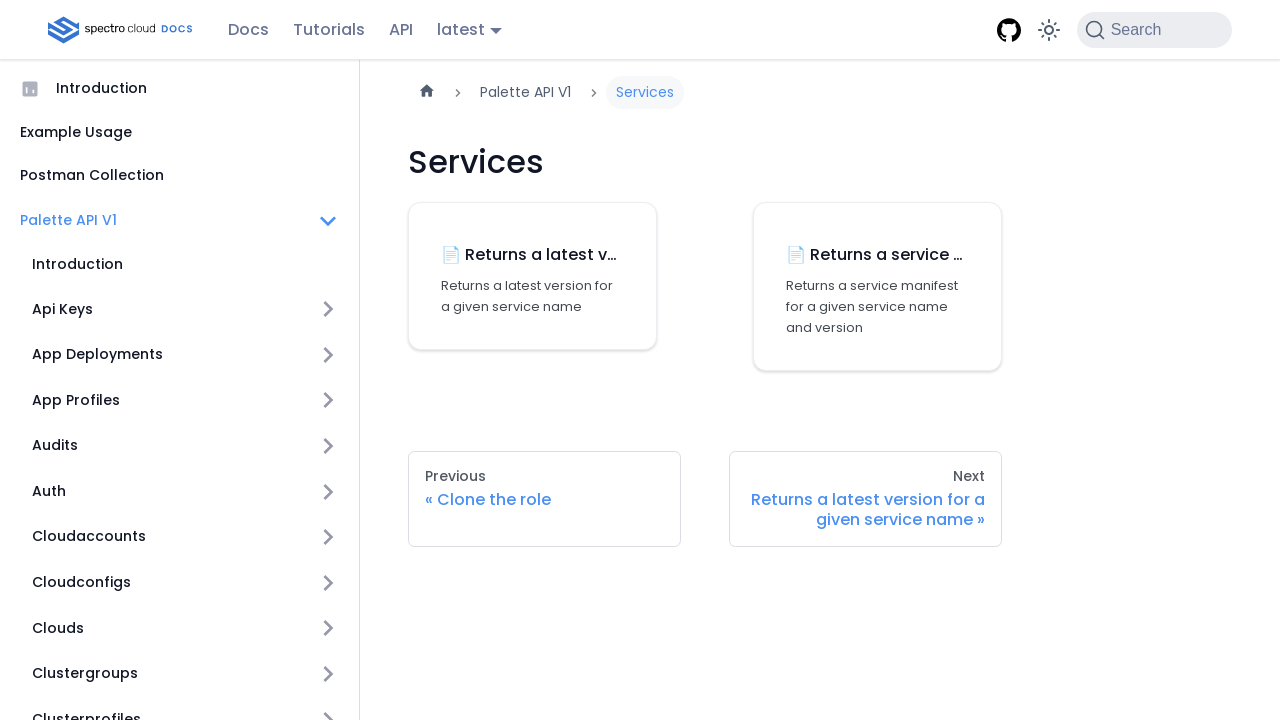 spectro cloud DOCS
Docs
Tutorials
API
latest
Search
Introduction
Example Usage
Postman Collection
Palette API V1
Introduction
Api Keys
App Deployments
App Profiles
Audits
Auth
Cloudaccounts
Cloudconfigs
Clouds
Clustergroups
Clusterprofiles
Palette API V1
Services
Services
Returns a latest v...
Returns a latest version for
a given service name
Returns a service ...
Returns a service manifest
for a given service name
and version
Previous
« Clone the role
Next
Returns a latest version for a
given service name »